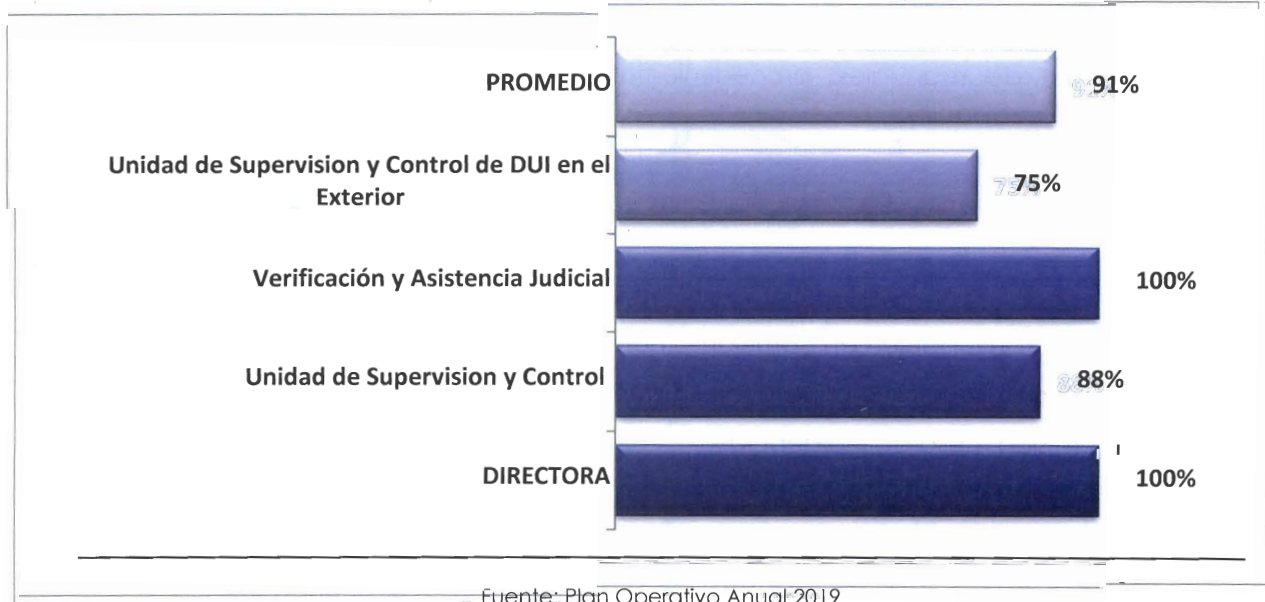 PROMEDIO
91%
Unidad de Supervision y Control de DUI en el
Exterior
75%
Verificación y Asistencia Judicial
100%
Unidad de Supervision y Control
88%
DIRECTORA
100%
Fuente: Plan Operativo Anual 2019